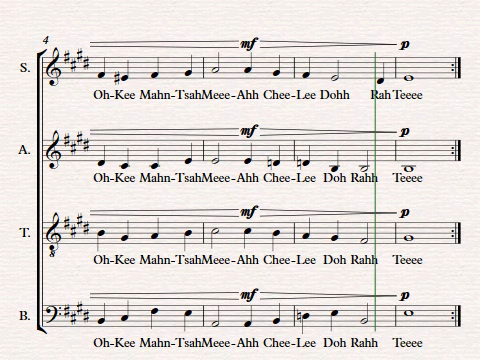 4
mf p
S.
Oh-Kee Mahn-TsahMeee-Ahh Chee-Lee Dohh Rah Teeee
mf p
A.
Oh-Kee Mahn-TsahMeee-Ahh Chee-Lee Doh Rahh Teeee
mf p
T.
8
Oh-Kee Mahn-TsahMeee-Ahh Chee-Lee Doh Rahh Teeee
mf p
B.
Oh-Kee Mahn-TsahMeee-Ahh Chee-Lee Doh Rahh Teeee